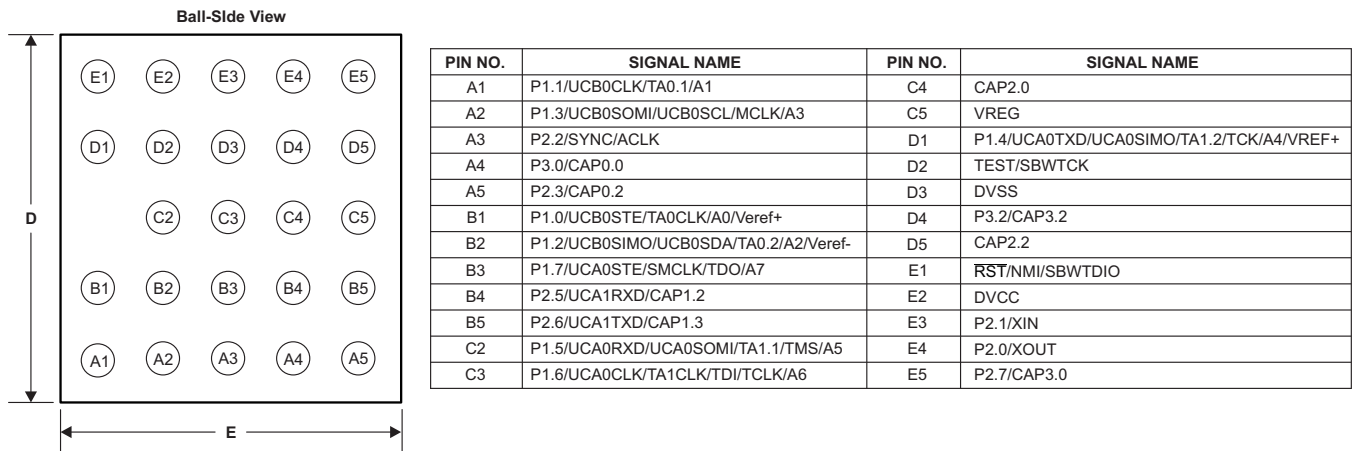 Ball-SIde View
E1 E2 E3 E4 E5
D1 D2 D3 D4 D5
D
C2 C3 C4 C5
B1 B2 B3 B4 B5
A1 A2 A3 A4 A5
E
PIN NO. SIGNAL NAME PIN NO. SIGNAL NAME
A1 P1.1/UCB0CLK/TA0.1/A1 C4 CAP2.0
A2 P1.3/UCB0SOMI/UCB0SCL/MCLK/A3 C5 VREG
A3 P2.2/SYNC/ACLK D1 P1.4/UCA0TXD/UCA0SIMO/TA1.2/TCK/A4/VREF+
A4 P3.0/CAP0.0 D2 TEST/SBWTCK
A5 P2.3/CAP0.2 D3 DVSS
B1 P1.0/UCB0STE/TA0CLK/A0/Veref+ D4 P3.2/CAP3.2
B2 P1.2/UCB0SIMO/UCB0SDA/TA0.2/A2/Veref- D5 CAP2.2
B3 P1.7/UCA0STE/SMCLK/TDO/A7 E1 RST/NMI/SBWTDIO
B4 P2.5/UCA1RXD/CAP1.2 E2 DVCC
B5 P2.6/UCA1TXD/CAP1.3 E3 P2.1/XIN
C2 P1.5/UCA0RXD/UCA0SOMI/TA1.1/TMS/A5 E4 P2.0/XOUT
C3 P1.6/UCA0CLK/TA1CLK/TDI/TCLK/A6 E5 P2.7/CAP3.0